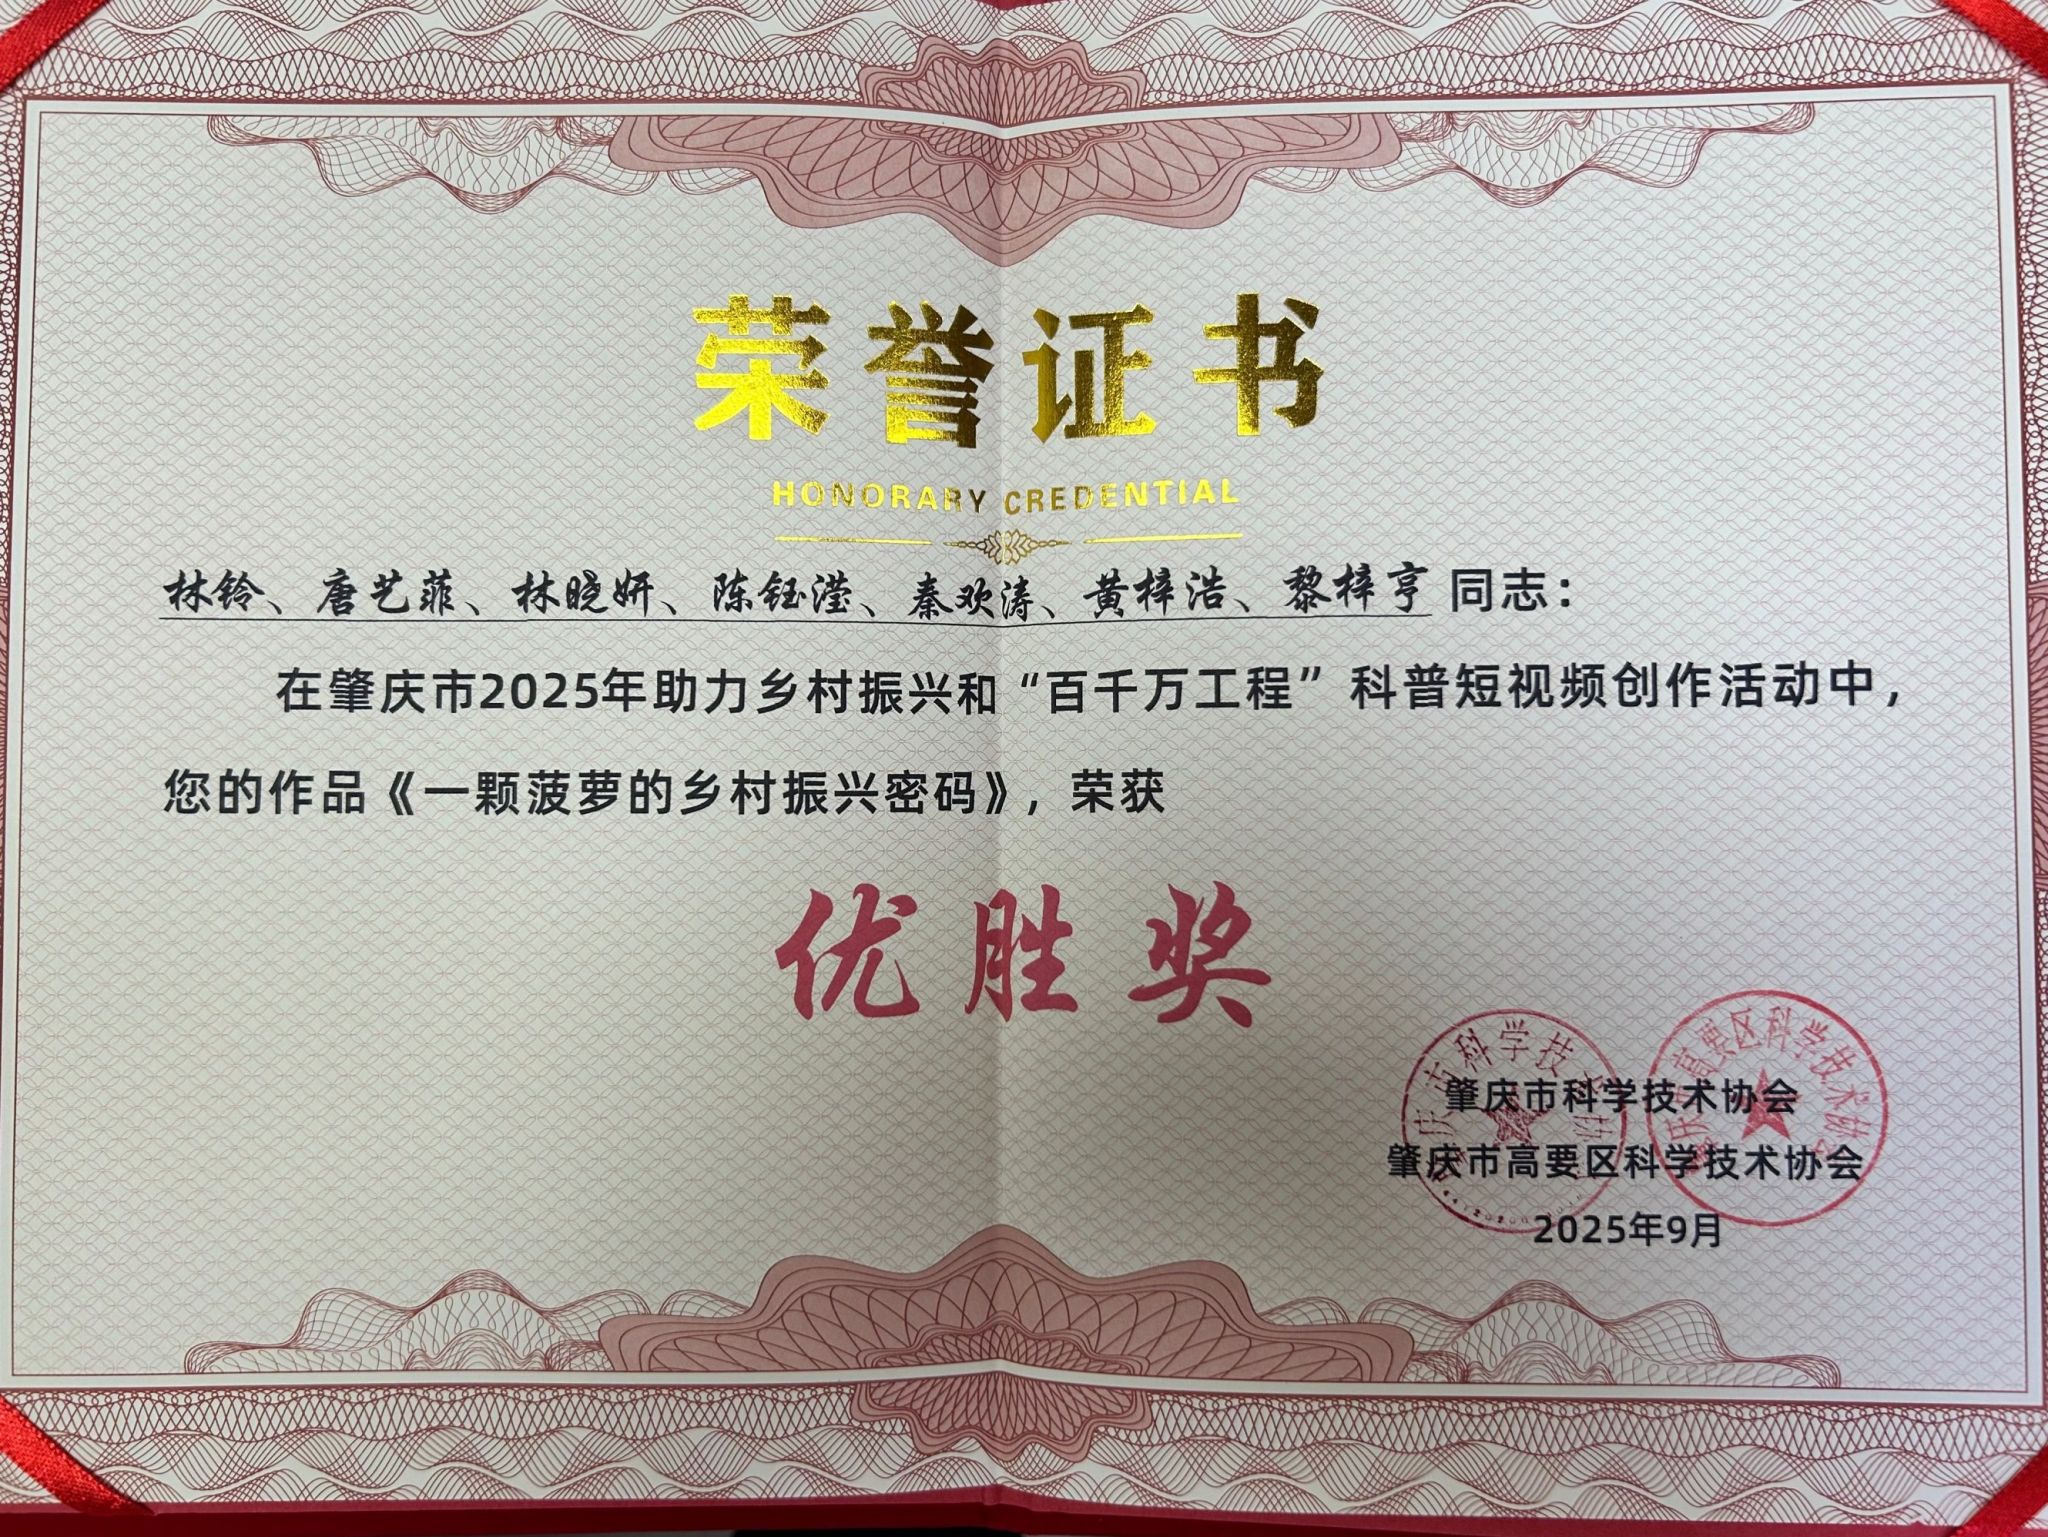 荣誉证书
HONORARY CREDENTIAL
林铃、唐艺菲、林晓妍、陈钰滢、秦欢涛、黄梓浩、黎梓亨 同志：
在肇庆市2025年助力乡村振兴和“百千万工程”科普短视频创作活动中，
您的作品《一颗菠萝的乡村振兴密码》，荣获
优胜奖
肇庆市科学技术协会
肇庆市高要区科学技术协会
2025年9月